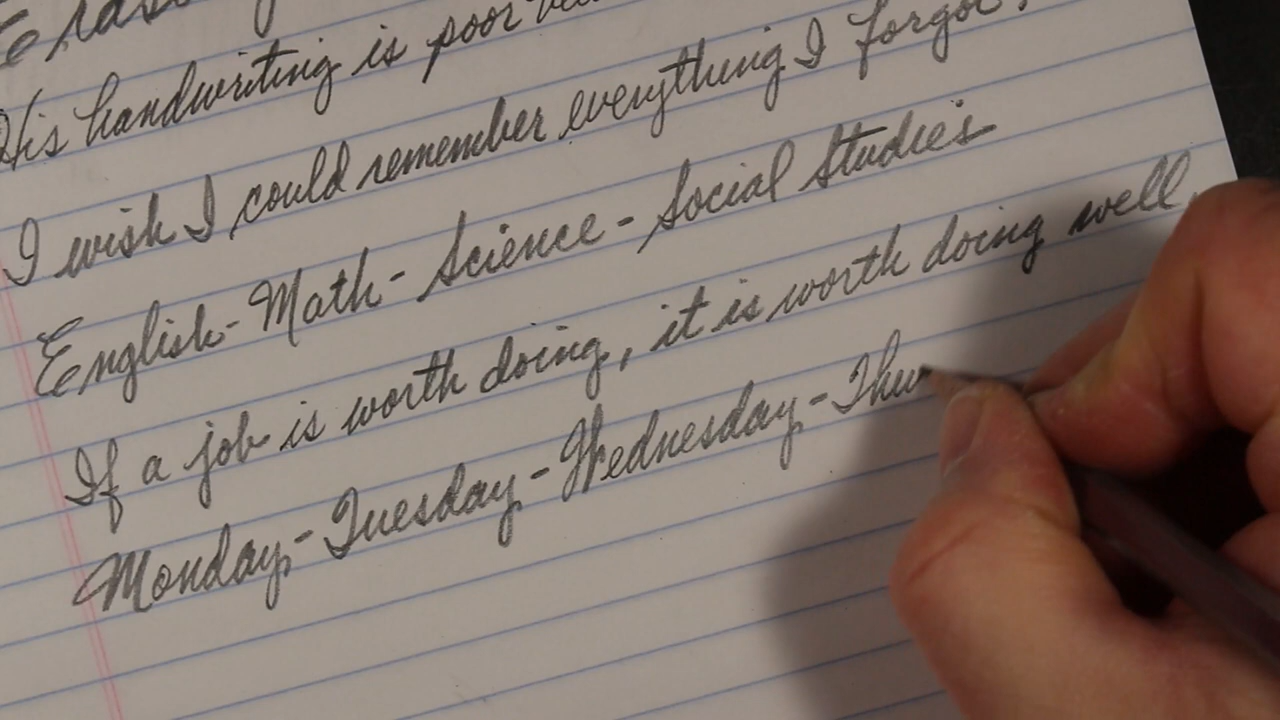 His handwriting is poor
I wish I could remember everything I forgot.
English - Math - Science - Social Studies
If a job is worth doing, it is worth doing well.
Monday - Tuesday - Wednesday - Thu